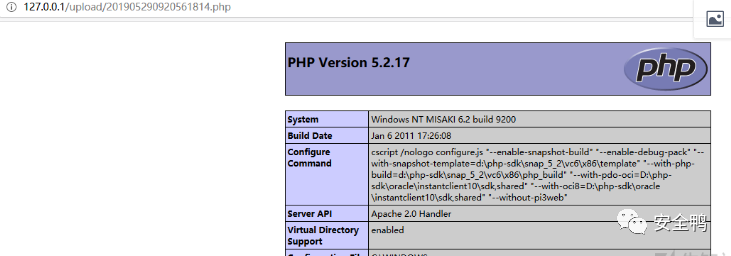 127.0.0.1/upload/201905290920561814.php
PHP Version 5.2.17
php
System Windows NT MISAKI 6.2 build 9200
Build Date Jan 6 2011 17:26:08
Configure Command cscript /nologo configure.js "--enable-snapshot-build" "--enable-debug-pack" "--
with-snapshot-template=d:\php-sdk\snap_5_2\vc6\x86\template" "--with-php-
build=d:\php-sdk\snap_5_2\vc6\x86\php_build" "--with-pdo-oci=D:\php-
sdk\oracle\instantclient10\sdk,shared" "--with-oci8=D:\php-sdk\oracle
\instantclient10\sdk,shared" "--without-pi3web"
Server API Apache 2.0 Handler
Virtual Directory Support enabled
安全鸭